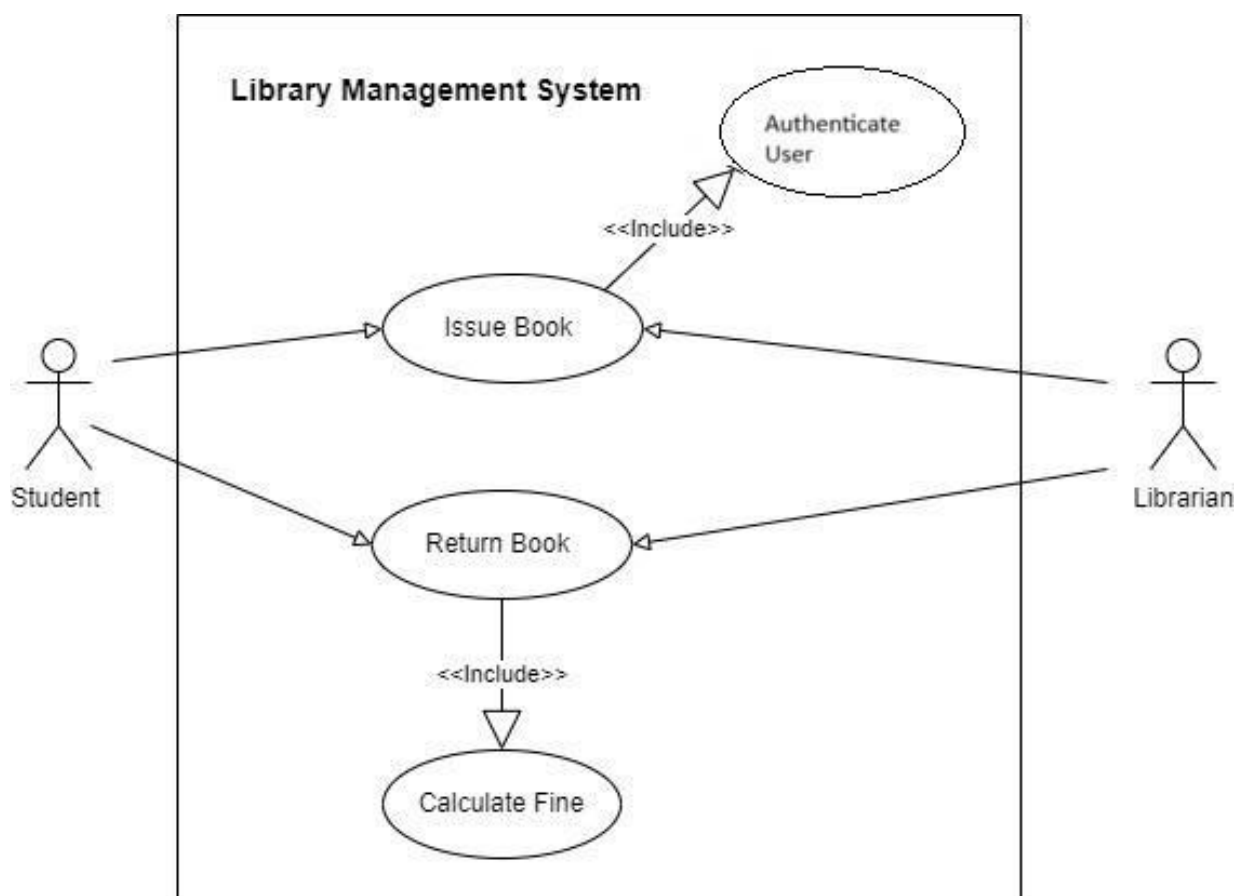 Library Management System
Authenticate
User
<<Include>>
Issue Book
Student
Librarian
Return Book
<<Include>>
Calculate Fine